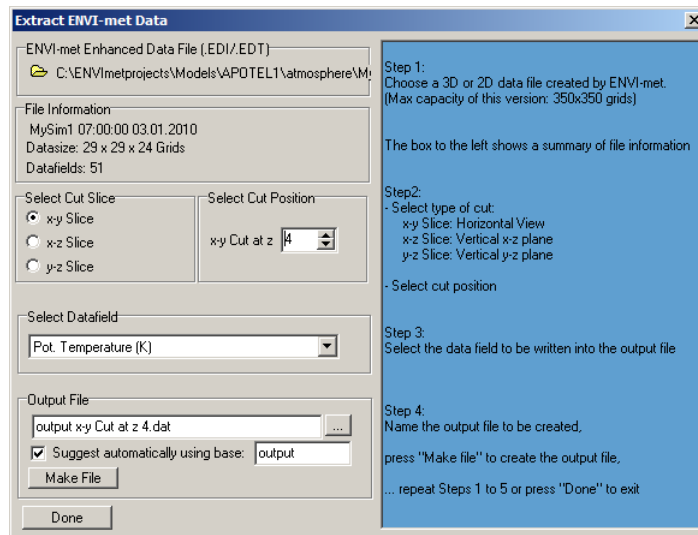 Extract ENVI-met Data
ENVI-met Enhanced Data File (.EDI/.EDT)
C:\ENVImetprojects\Models\APOTEL1\atmosphere\My
File Information
MySim1 07:00:00 03.01.2010
Datasize: 29 x 29 x 24 Grids
Datafields: 51
Select Cut Slice
x-y Slice
x-z Slice
y-z Slice
Select Cut Position
x-y Cut at z 4
Select Datafield
Pot. Temperature (K)
Output File
output x-y Cut at z 4.dat
...
Suggest automatically using base: output
Make File
Done
Step 1:
Choose a 3D or 2D data file created by ENVI-met.
(Max capacity of this version: 350x350 grids)
The box to the left shows a summary of file information
Step2:
- Select type of cut:
x-y Slice: Horizontal View
x-z Slice: Vertical x-z plane
y-z Slice: Vertical y-z plane
- Select cut position
Step 3:
Select the data field to be written into the output file
Step 4:
Name the output file to be created,
press "Make file" to create the output file,
... repeat Steps 1 to 5 or press "Done" to exit